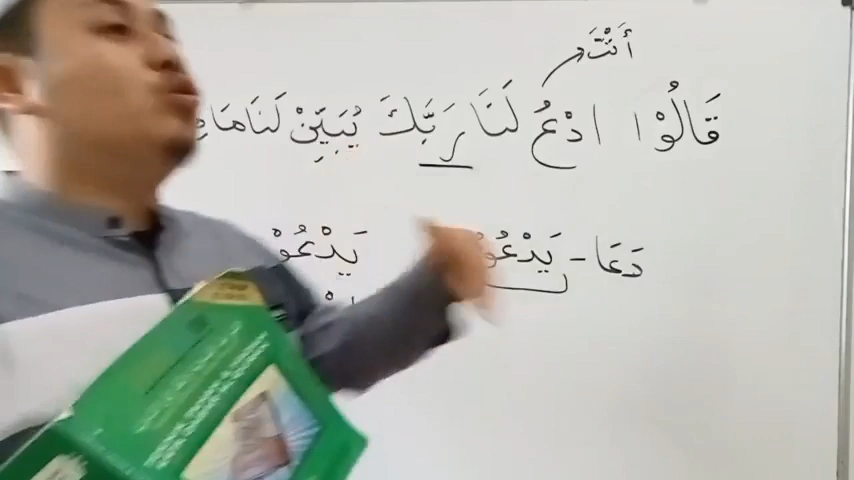 أَنْتَ
قَالُوْا ادْعُ لَنَا رَبَّكَ يُبَيِّنْ لَنَا مَا
دَعَا - يَدْعُو يَدْعُوْ